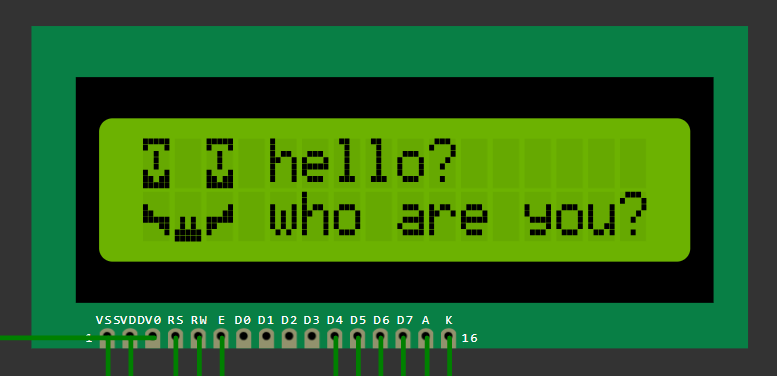 hello?
who are you?
VSS VDD V0 RS RW E D0 D1 D2 D3 D4 D5 D6 D7 A K
1 16